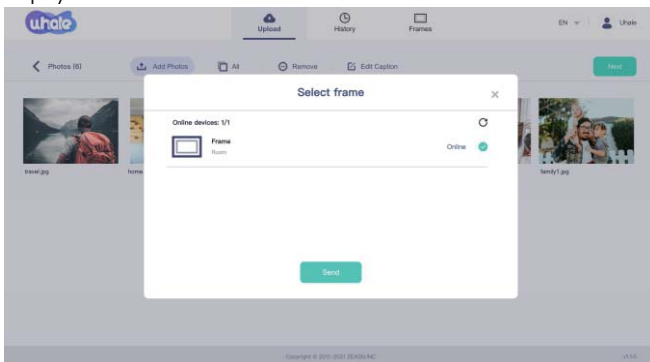 uhale
Upload
History
Frames
EN
Uhale
Photos (6)
Add Photos
All
Remove
Edit Caption
Next
Select frame
Online devices: 1/1
Frame
Room
Online
Send
travel.jpg
home
family1.jpg